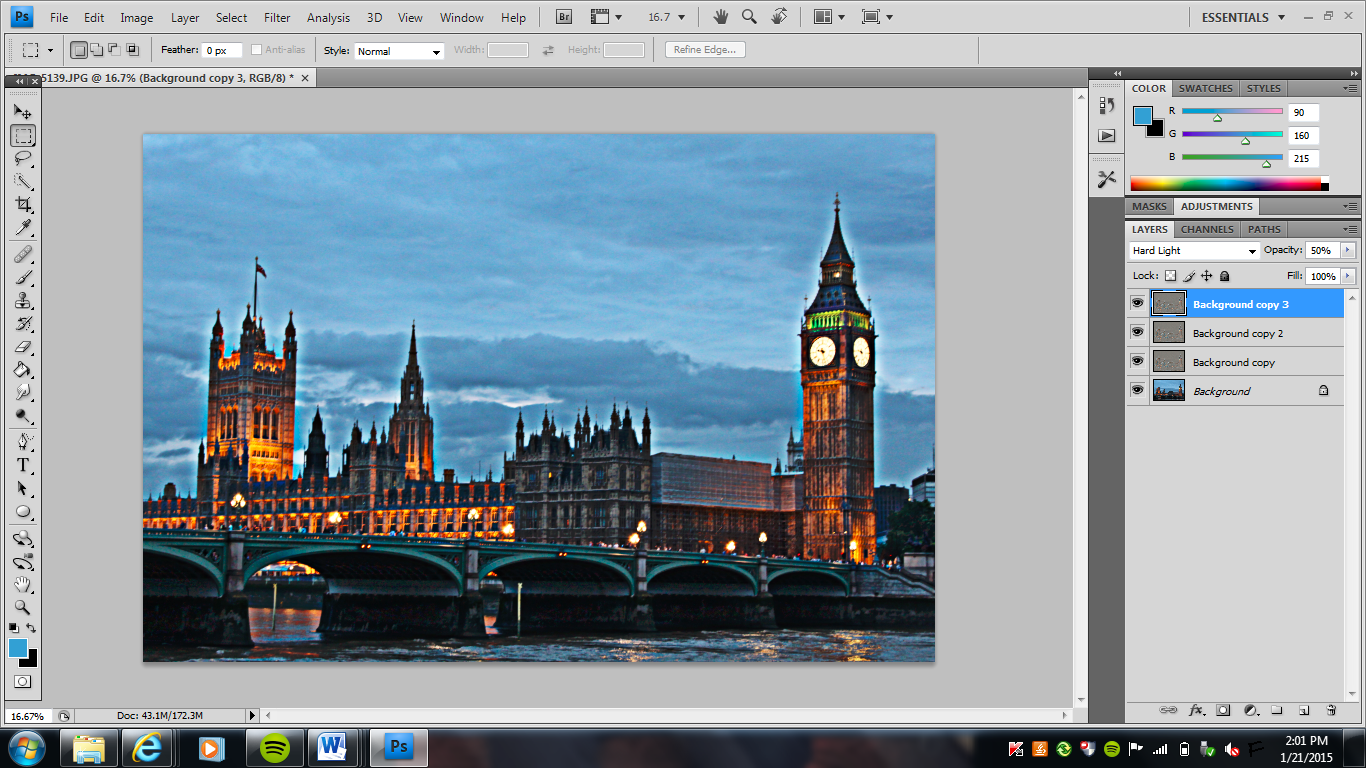 Ps File Edit Image Layer Select Filter Analysis 3D View Window Help Br 16.7 ESSENTIALS
Feather: 0 px Anti-alias Style: Normal Width: Height: Refine Edge...
5139.JPG @ 16.7% (Background copy 3, RGB/8) *
COLOR SWATCHES STYLES
R 90
G 160
B 215
MASKS ADJUSTMENTS
LAYERS CHANNELS PATHS
Hard Light Opacity: 50%
Lock: Fill: 100%
Background copy 3
Background copy 2
Background copy
Background
T
fx
16.67% Doc: 43.1M/172.3M
W Ps
2:01 PM
1/21/2015